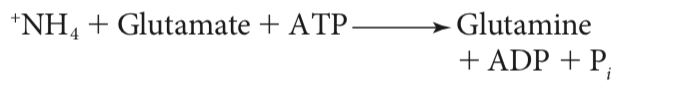 ⁺NH₄ + Glutamate + ATP ⟶ Glutamine
+ ADP + Pᵢ